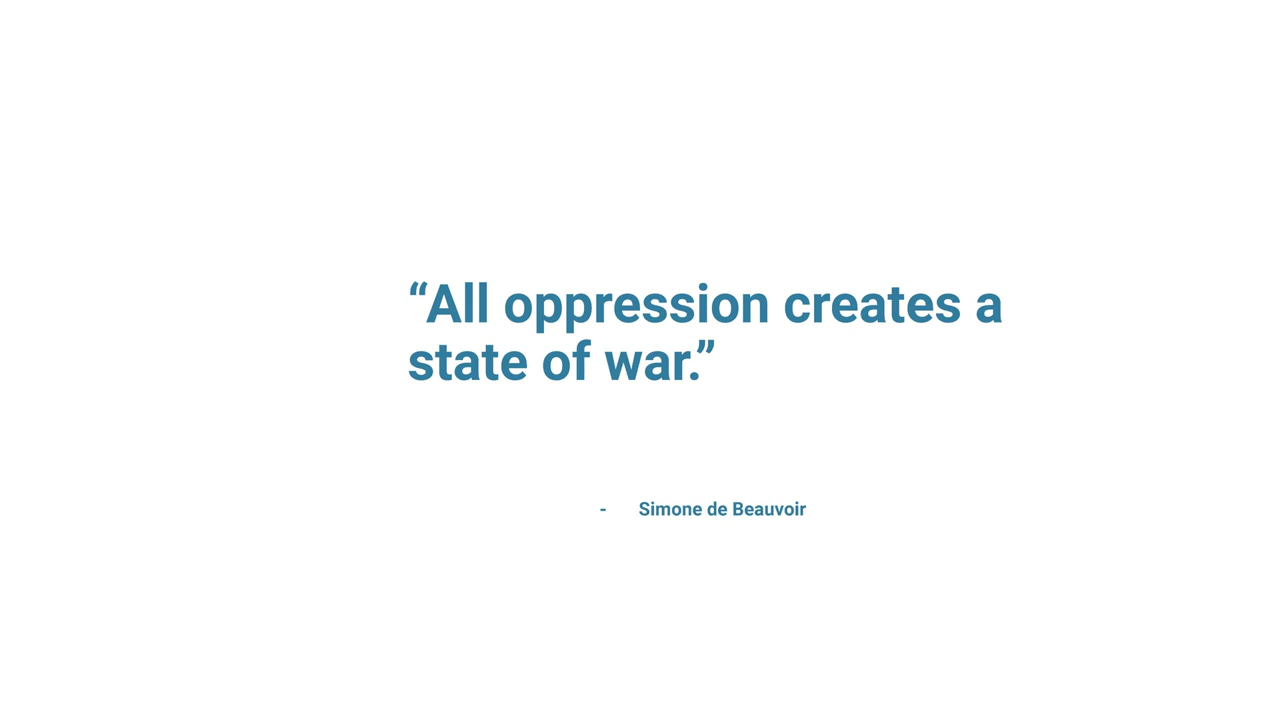 “All oppression creates a
state of war.”
- Simone de Beauvoir